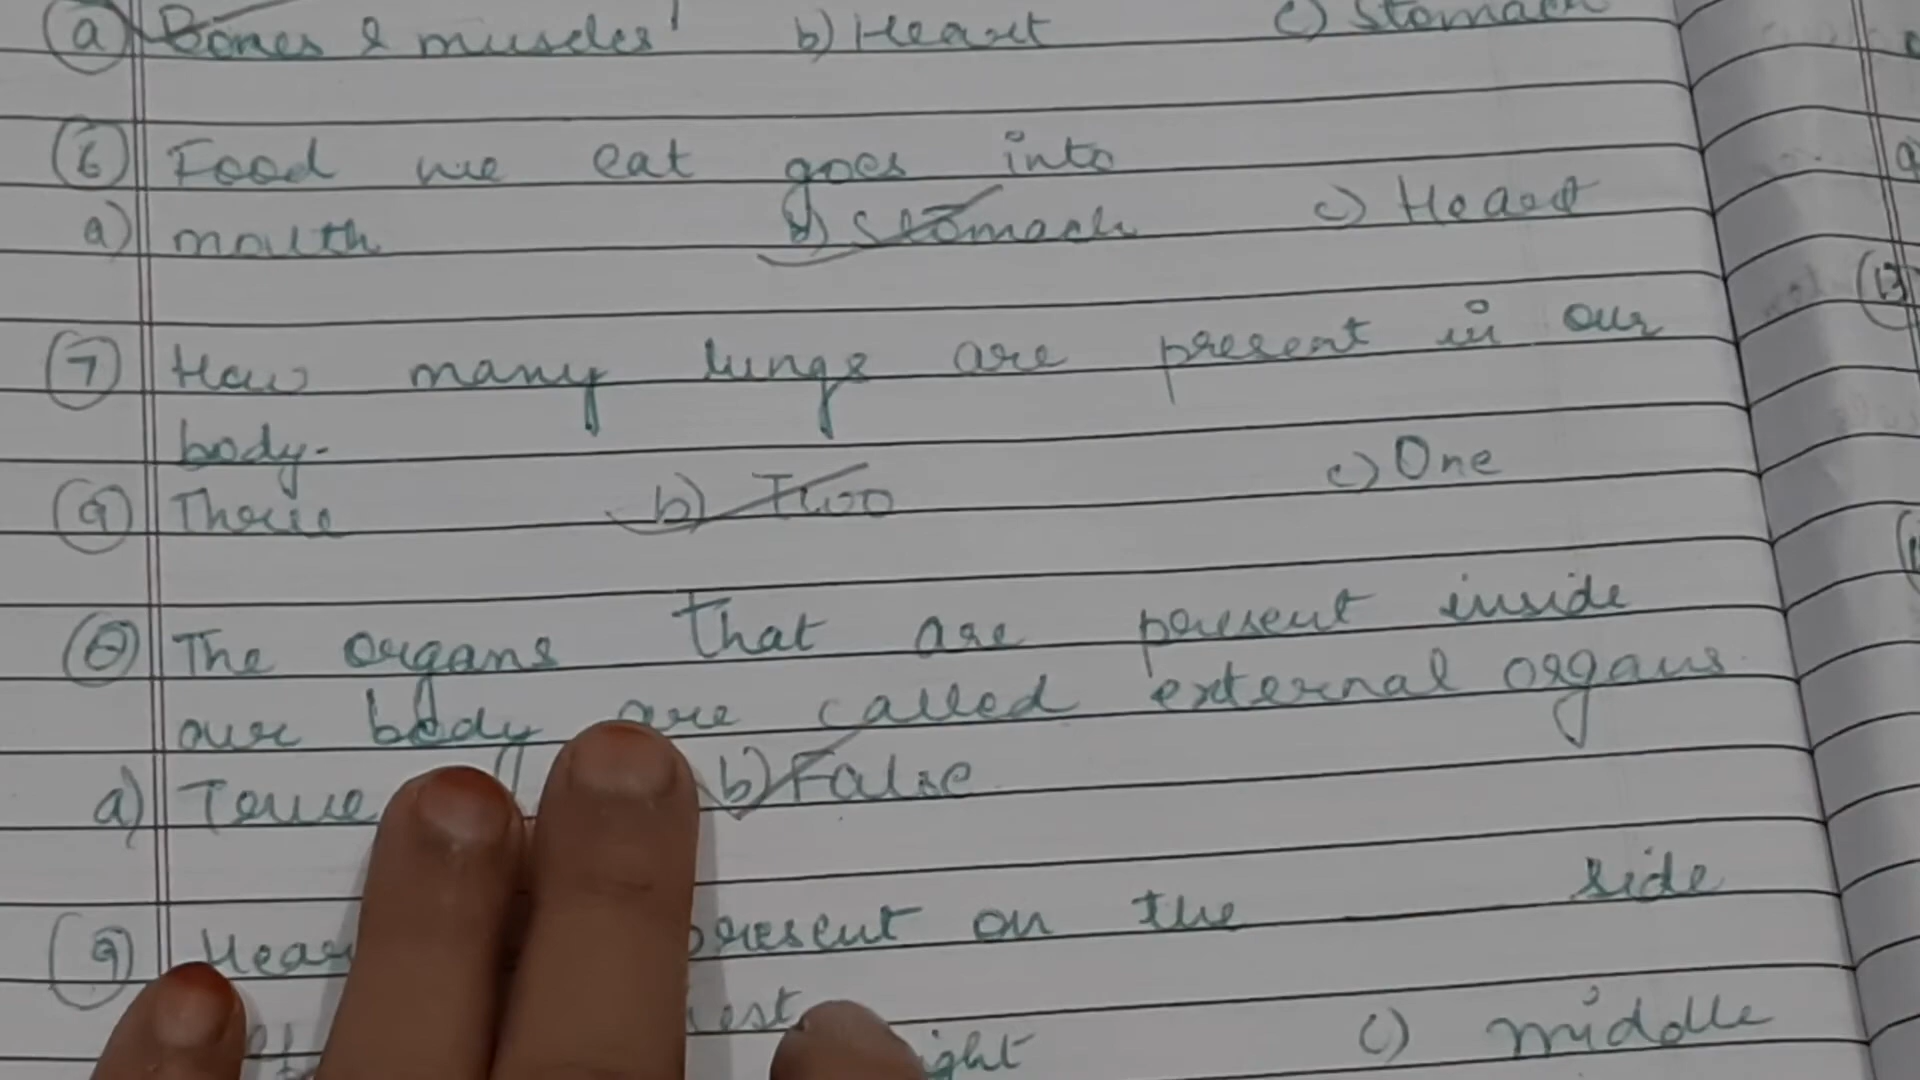 a) Bones & muscles b) Heart c) Stomach
6 Food we eat goes into
a) mouth b) Stomach c) Heart
7 How many lungs are present in our
body.
a) Three b) Two c) One
8 The organs that are present inside
our body are called external organs.
a) True b) False
9 present on the side
c) middle